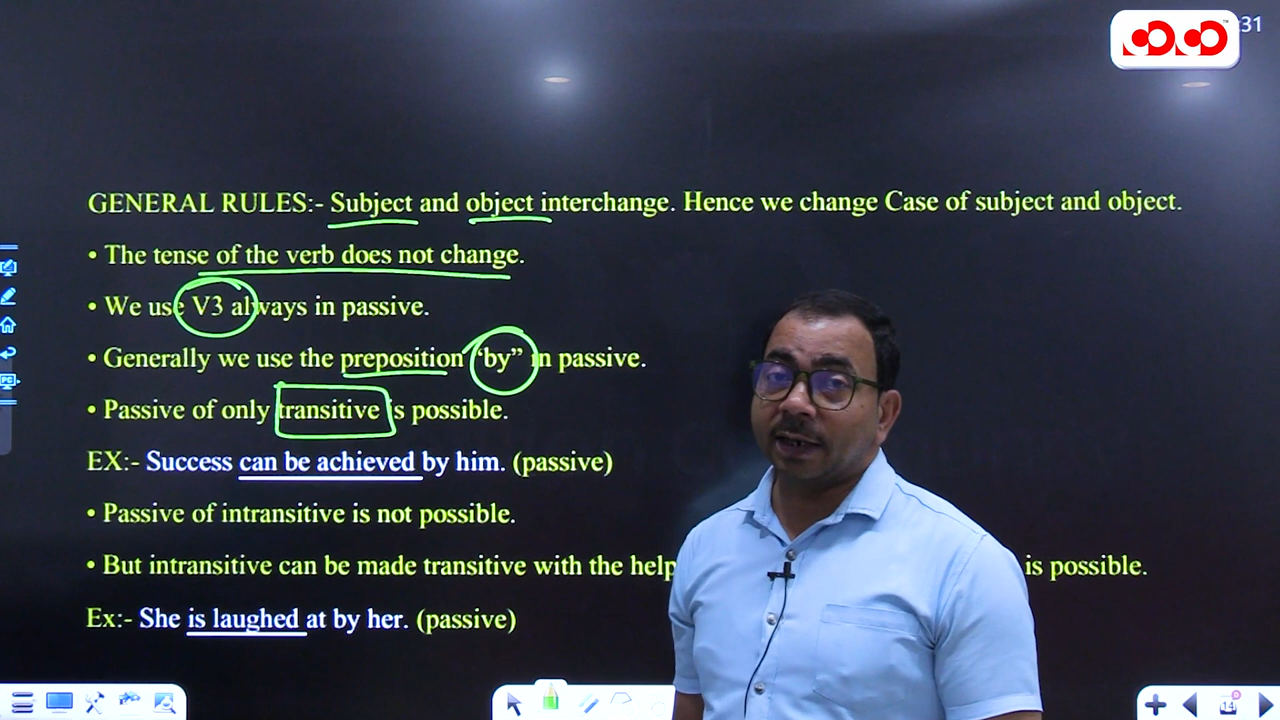 :31
GENERAL RULES:- Subject and object interchange. Hence we change Case of subject and object.
• The tense of the verb does not change.
• We use V3 always in passive.
• Generally we use the preposition “by” in passive.
• Passive of only transitive is possible.
EX:- Success can be achieved by him. (passive)
• Passive of intransitive is not possible.
• But intransitive can be made transitive with the help is possible.
Ex:- She is laughed at by her. (passive)
PC
14